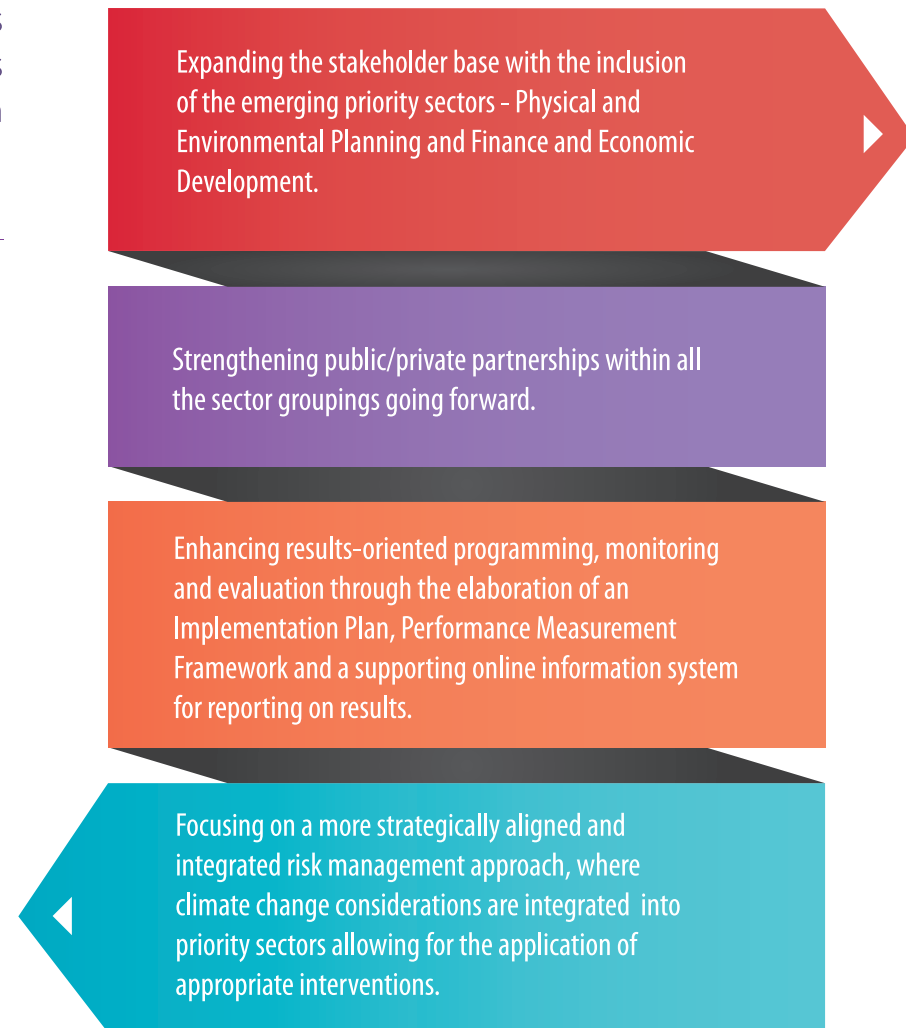 Expanding the stakeholder base with the inclusion
of the emerging priority sectors - Physical and
Environmental Planning and Finance and Economic
Development.
Strengthening public/private partnerships within all
the sector groupings going forward.
Enhancing results-oriented programming, monitoring
and evaluation through the elaboration of an
Implementation Plan, Performance Measurement
Framework and a supporting online information system
for reporting on results.
Focusing on a more strategically aligned and
integrated risk management approach, where
climate change considerations are integrated into
priority sectors allowing for the application of
appropriate interventions.